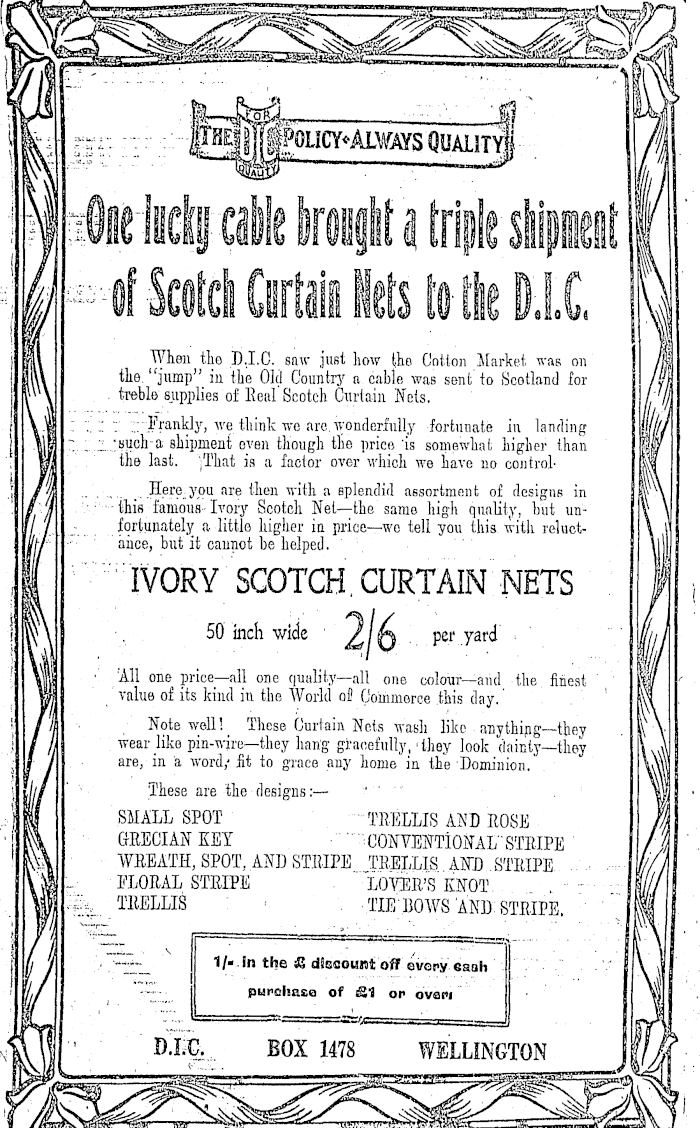 FOR
THE DIC POLICY ALWAYS QUALITY
QUALITY
One lucky cable brought a triple shipment
of Scotch Curtain Nets to the D.I.C.
When the D.I.C. saw just how the Cotton Market was on
the "jump" in the Old Country a cable was sent to Scotland for
treble supplies of Real Scotch Curtain Nets.
Frankly, we think we are wonderfully fortunate in landing
such a shipment even though the price is somewhat higher than
the last. That is a factor over which we have no control.
Here you are then with a splendid assortment of designs in
this famous Ivory Scotch Net—the same high quality, but un-
fortunately a little higher in price—we tell you this with reluct-
ance, but it cannot be helped.
IVORY SCOTCH CURTAIN NETS
50 inch wide 2/6 per yard
All one price—all one quality—all one colour—and the finest
value of its kind in the World of Commerce this day.
Note well! These Curtain Nets wash like anything—they
wear like pin-wire—they hang gracefully, they look dainty—they
are, in a word, fit to grace any home in the Dominion.
These are the designs:—
SMALL SPOT TRELLIS AND ROSE
GRECIAN KEY CONVENTIONAL STRIPE
WREATH, SPOT, AND STRIPE TRELLIS AND STRIPE
FLORAL STRIPE LOVER'S KNOT
TRELLIS TIE BOWS AND STRIPE.
1/- in the £ discount off every cash
purchase of £1 or over.
D.I.C. BOX 1478 WELLINGTON